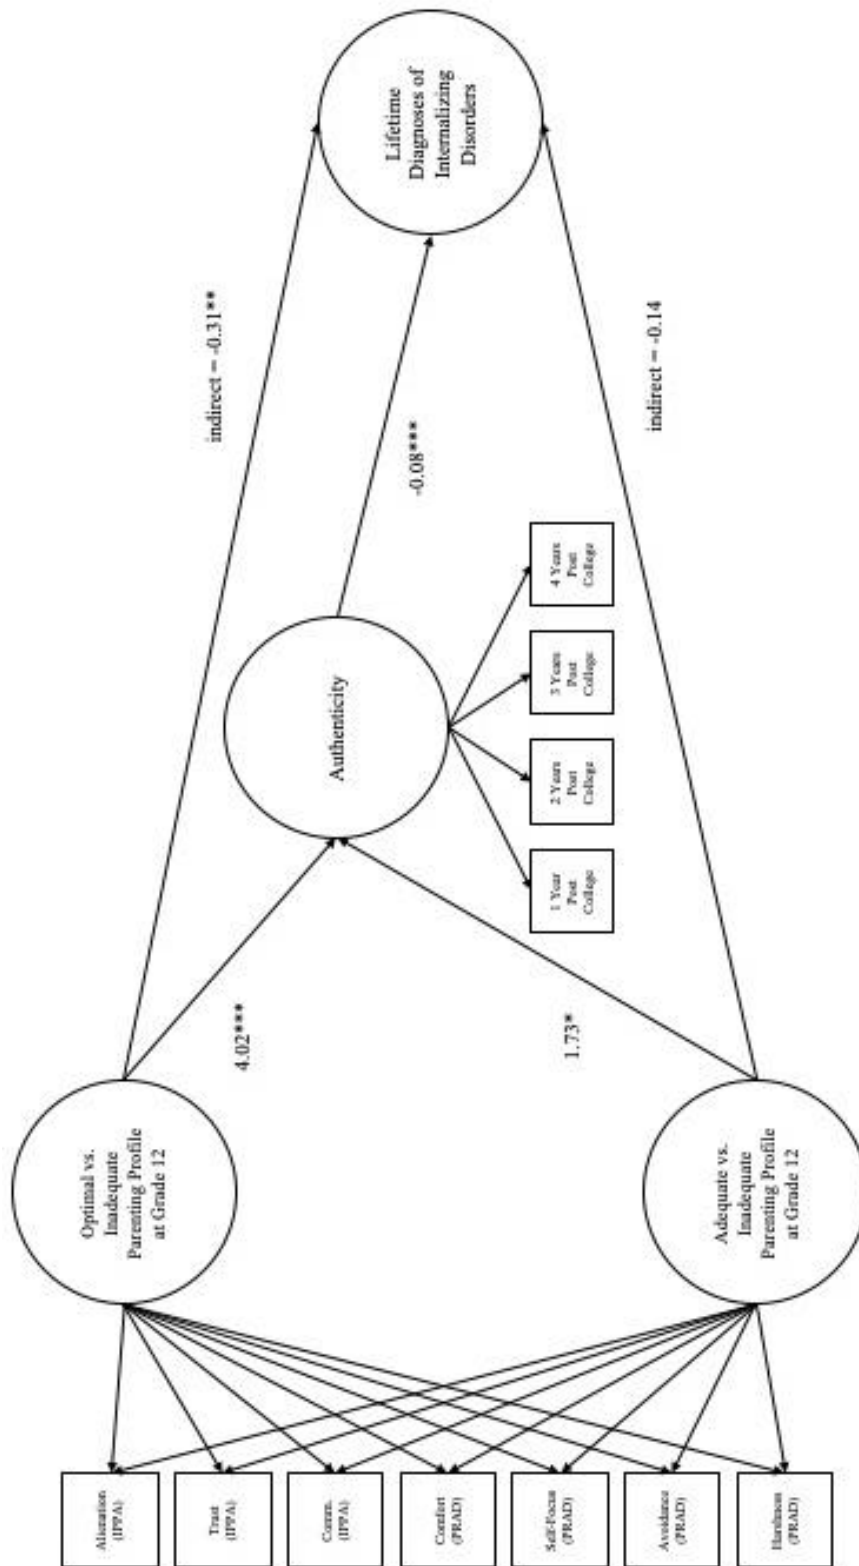 Alienation
(IPPA)
Trust
(IPPA)
Comm.
(IPPA)
Comfort
(PRAD)
Self-Focus
(PRAD)
Avoidance
(PRAD)
Harshness
(PRAD)
Optimal vs.
Inadequate
Parenting Profile
at Grade 12
Adequate vs.
Inadequate
Parenting Profile
at Grade 12
4.02***
1.73*
Authenticity
1 Year
Post
College
2 Years
Post
College
3 Years
Post
College
4 Years
Post
College
-0.08***
indirect = -0.31**
indirect = -0.14
Lifetime
Diagnoses of
Internalizing
Disorders